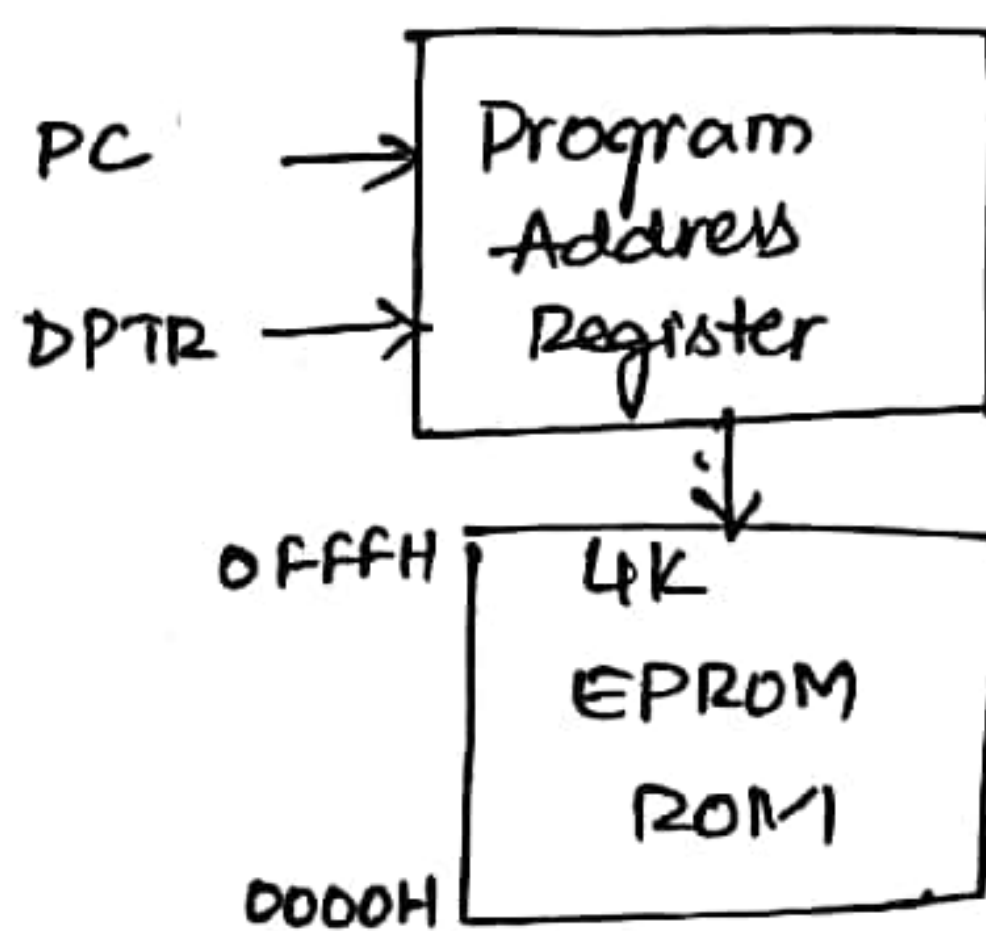 PC
Program
Address
Register
DPTR
0FFFH
4K
EPROM
ROM
0000H